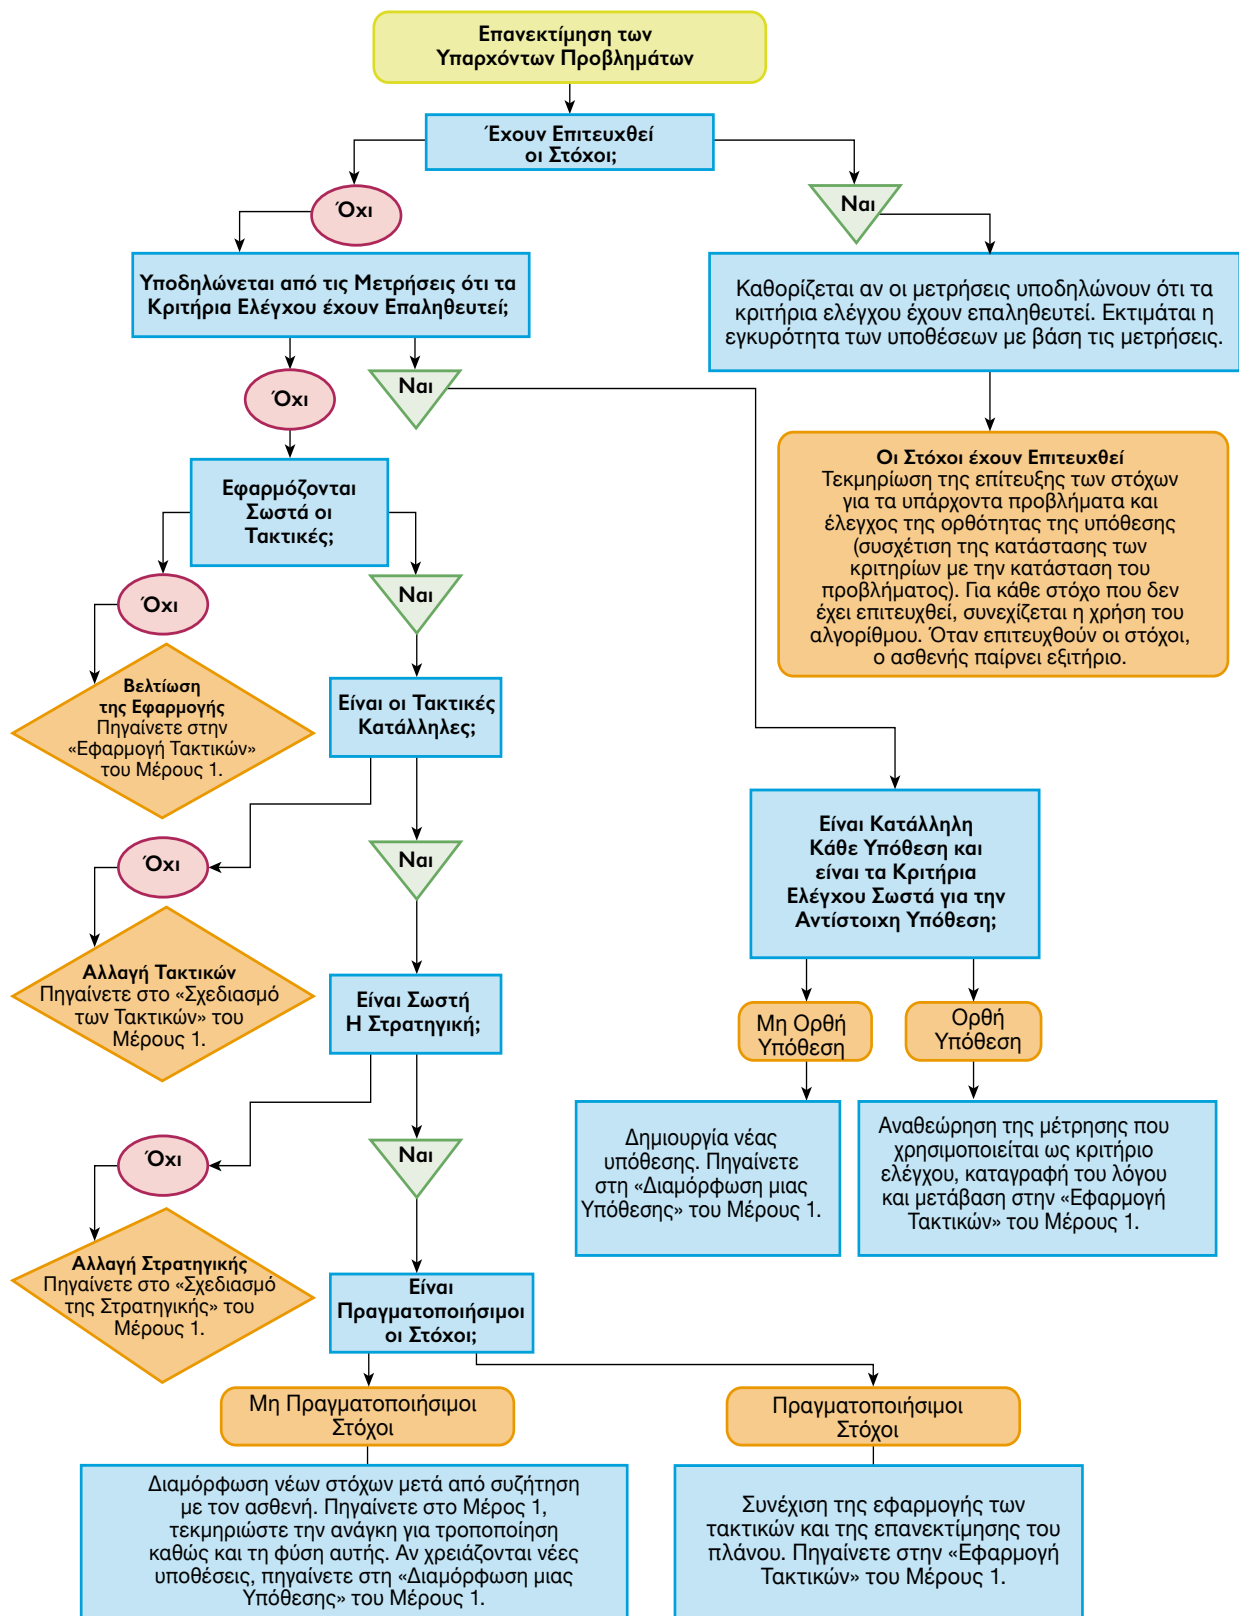 Επανεκτίμηση των
Υπαρχόντων Προβλημάτων
Έχουν Επιτευχθεί
οι Στόχοι;
Όχι
Ναι
Υποδηλώνεται από τις Μετρήσεις ότι τα
Κριτήρια Ελέγχου έχουν Επαληθευτεί;
Καθορίζεται αν οι μετρήσεις υποδηλώνουν ότι τα
κριτήρια ελέγχου έχουν επαληθευτεί. Εκτιμάται η
εγκυρότητα των υποθέσεων με βάση τις μετρήσεις.
Όχι
Ναι
Οι Στόχοι έχουν Επιτευχθεί
Τεκμηρίωση της επίτευξης των στόχων
για τα υπάρχοντα προβλήματα και
έλεγχος της ορθότητας της υπόθεσης
(συσχέτιση της κατάστασης των
κριτηρίων με την κατάσταση του
προβλήματος). Για κάθε στόχο που δεν
έχει επιτευχθεί, συνεχίζεται η χρήση του
αλγορίθμου. Όταν επιτευχθούν οι στόχοι,
ο ασθενής παίρνει εξιτήριο.
Εφαρμόζονται
Σωστά οι
Τακτικές;
Όχι
Ναι
Βελτίωση
της Εφαρμογής
Πηγαίνετε στην
«Εφαρμογή Τακτικών»
του Μέρους 1.
Είναι οι Τακτικές
Κατάλληλες;
Όχι
Ναι
Είναι Κατάλληλη
Κάθε Υπόθεση και
είναι τα Κριτήρια
Ελέγχου Σωστά για την
Αντίστοιχη Υπόθεση;
Αλλαγή Τακτικών
Πηγαίνετε στο «Σχεδιασμό
των Τακτικών» του
Μέρους 1.
Είναι Σωστή
Η Στρατηγική;
Μη Ορθή
Υπόθεση
Ορθή
Υπόθεση
Όχι
Ναι
Δημιουργία νέας
υπόθεσης. Πηγαίνετε
στη «Διαμόρφωση μιας
Υπόθεσης» του Μέρους 1.
Αναθεώρηση της μέτρησης που
χρησιμοποιείται ως κριτήριο
ελέγχου, καταγραφή του λόγου
και μετάβαση στην «Εφαρμογή
Τακτικών» του Μέρους 1.
Αλλαγή Στρατηγικής
Πηγαίνετε στο «Σχεδιασμό
της Στρατηγικής» του
Μέρους 1.
Είναι
Πραγματοποιήσιμοι
οι Στόχοι;
Μη Πραγματοποιήσιμοι
Στόχοι
Πραγματοποιήσιμοι
Στόχοι
Διαμόρφωση νέων στόχων μετά από συζήτηση
με τον ασθενή. Πηγαίνετε στο Μέρος 1,
τεκμηριώστε την ανάγκη για τροποποίηση
καθώς και τη φύση αυτής. Αν χρειάζονται νέες
υποθέσεις, πηγαίνετε στη «Διαμόρφωση μιας
Υπόθεσης» του Μέρους 1.
Συνέχιση της εφαρμογής των
τακτικών και της επανεκτίμησης του
πλάνου. Πηγαίνετε στην «Εφαρμογή
Τακτικών» του Μέρους 1.